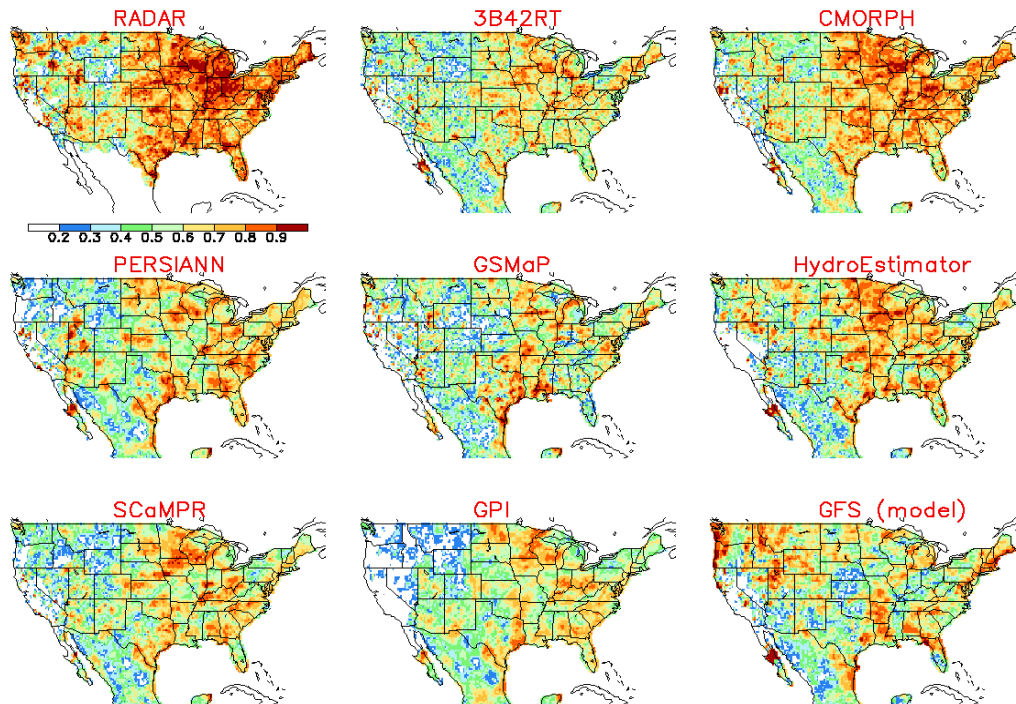 RADAR
3B42RT
CMORPH
0.2 0.3 0.4 0.5 0.6 0.7 0.8 0.9
PERSIANN
GSMaP
HydroEstimator
SCaMPR
GPI
GFS (model)